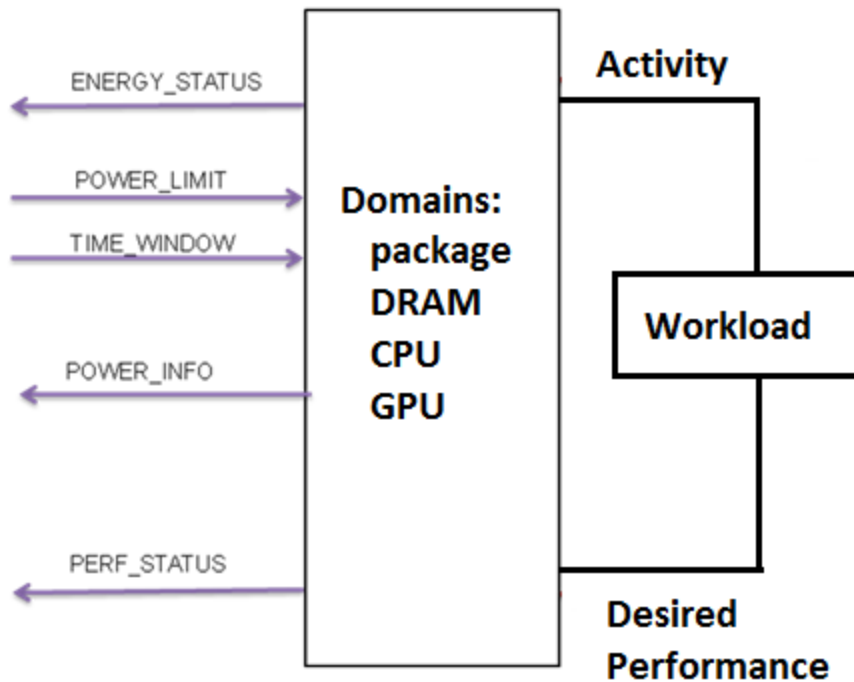 ENERGY_STATUS
POWER_LIMIT
TIME_WINDOW
POWER_INFO
PERF_STATUS
Domains:
package
DRAM
CPU
GPU
Activity
Workload
Desired
Performance